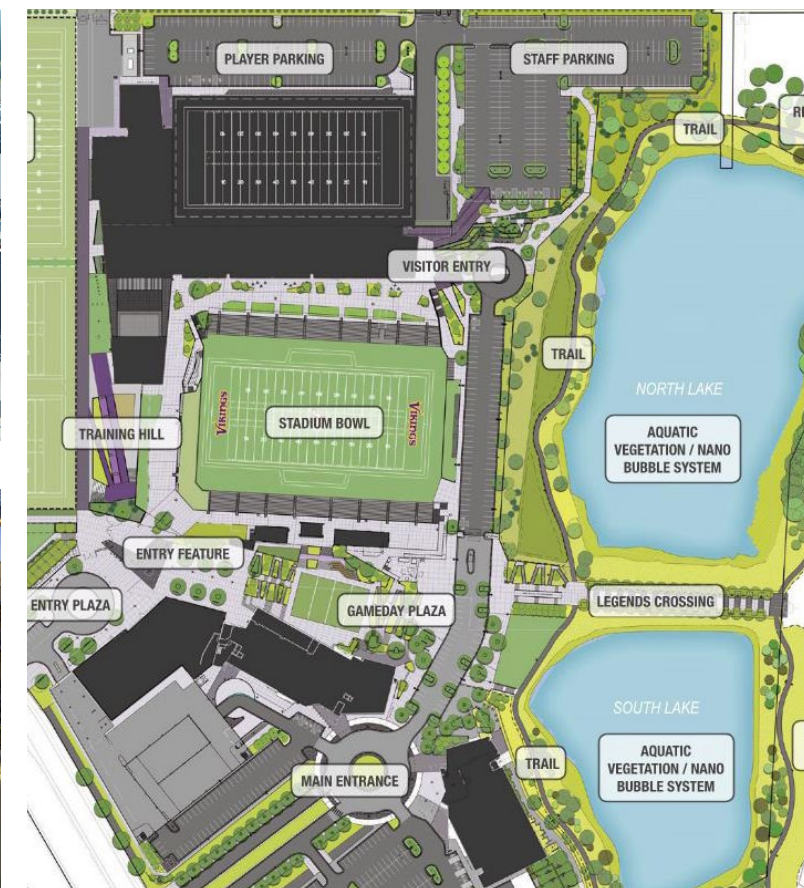 PLAYER PARKING
STAFF PARKING
TRAIL
VISITOR ENTRY
TRAIL
NORTH LAKE
AQUATIC
VEGETATION / NANO
BUBBLE SYSTEM
VIKINGS
STADIUM BOWL
VIKINGS
TRAINING HILL
ENTRY FEATURE
ENTRY PLAZA
GAMEDAY PLAZA
LEGENDS CROSSING
SOUTH LAKE
AQUATIC
VEGETATION / NANO
BUBBLE SYSTEM
TRAIL
MAIN ENTRANCE